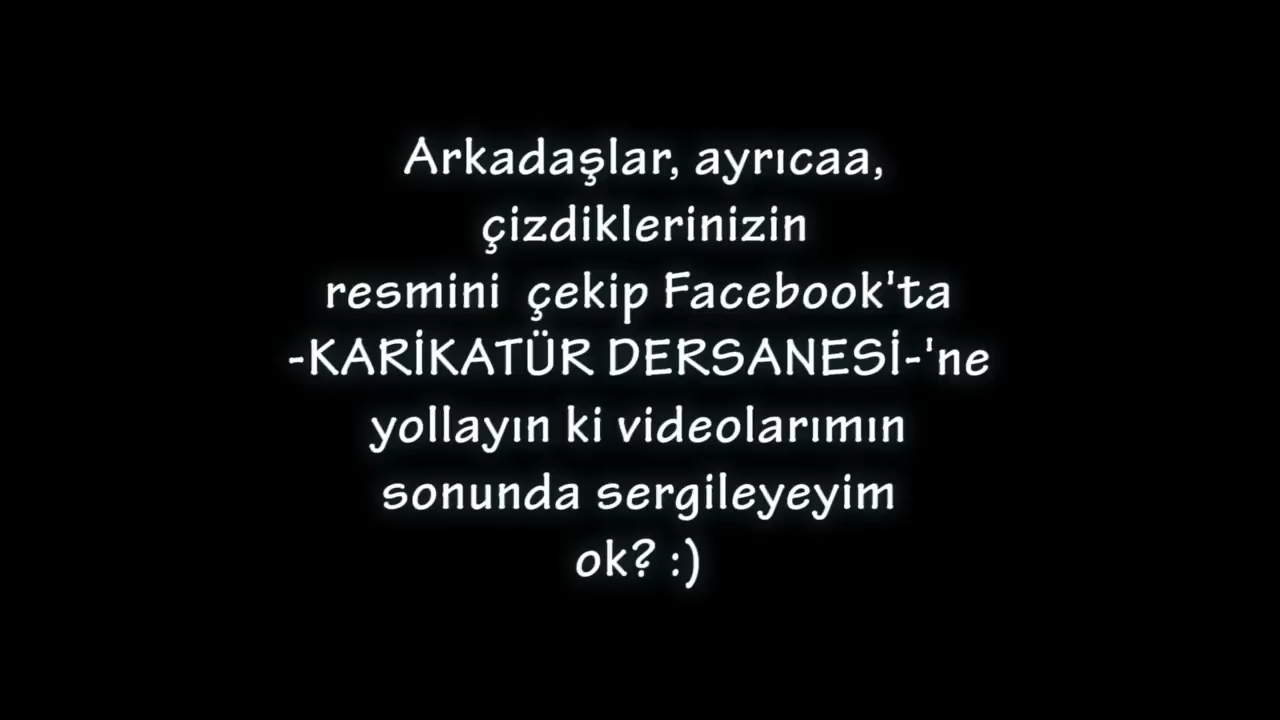 Arkadaşlar, ayrıcaa,
çizdiklerinizin
resmini çekip Facebook'ta
-KARİKATÜR DERSANESİ-'ne
yollayın ki videolarımın
sonunda sergileyeyim
ok? :)